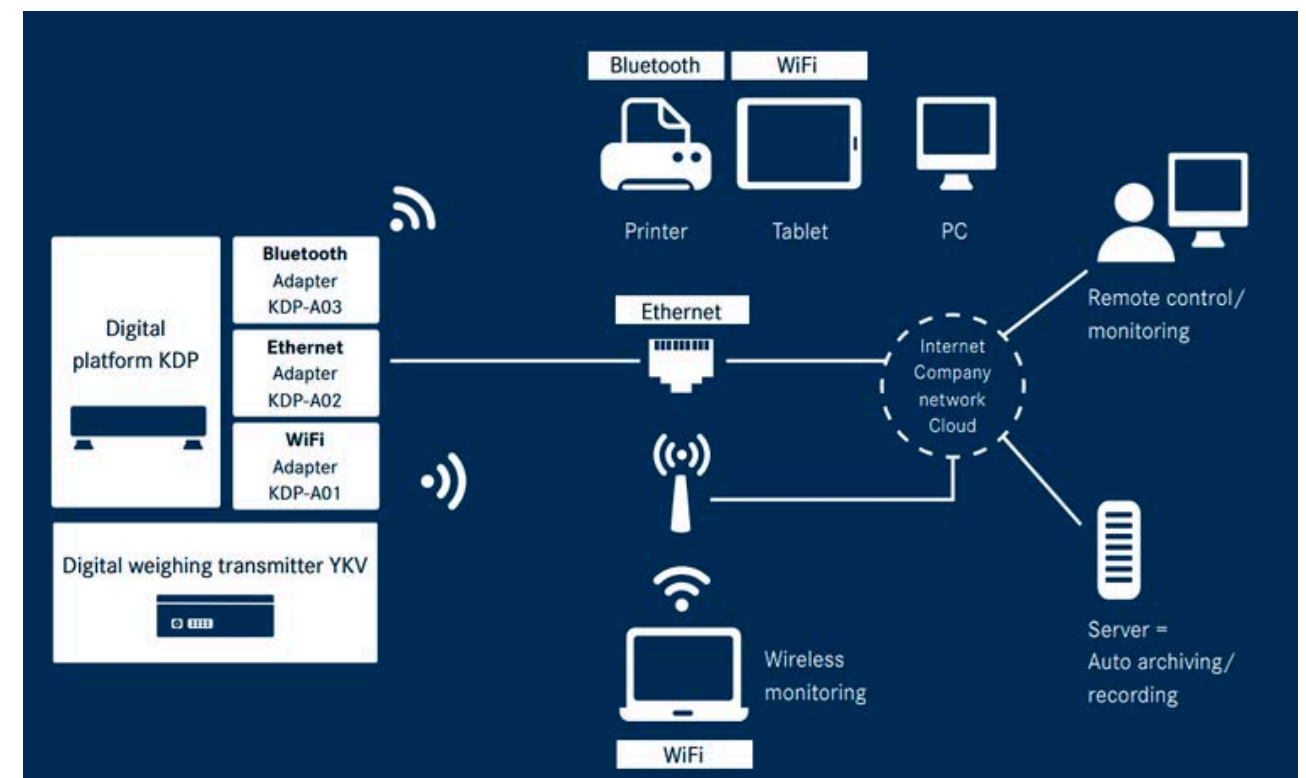 Bluetooth
WiFi
Printer
Tablet
PC
Bluetooth
Adapter
KDP-A03
Digital
platform KDP
Ethernet
Adapter
KDP-A02
WiFi
Adapter
KDP-A01
Digital weighing transmitter YKV
Ethernet
Internet
Company
network
Cloud
Remote control/
monitoring
Wireless
monitoring
WiFi
Server =
Auto archiving/
recording